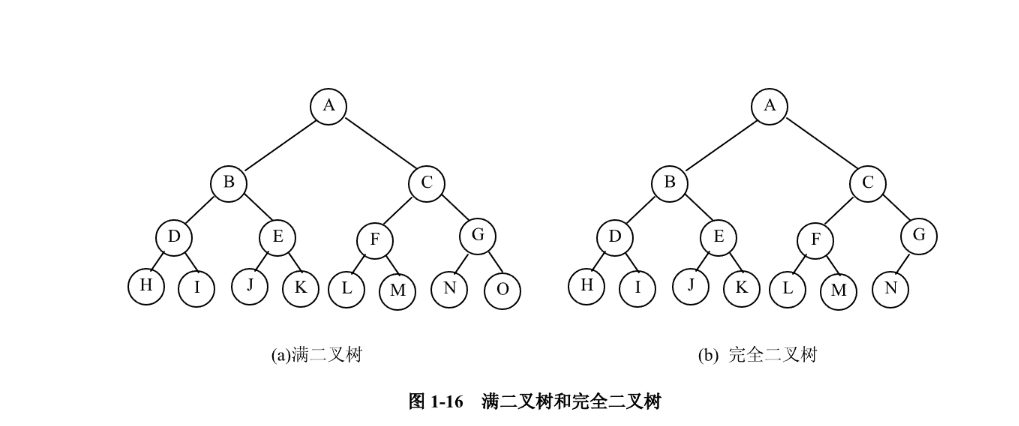 A A
B C B C
D E F G D E F G
H I J K L M N O H I J K L M N
(a)满二叉树 (b) 完全二叉树
图 1-16 满二叉树和完全二叉树